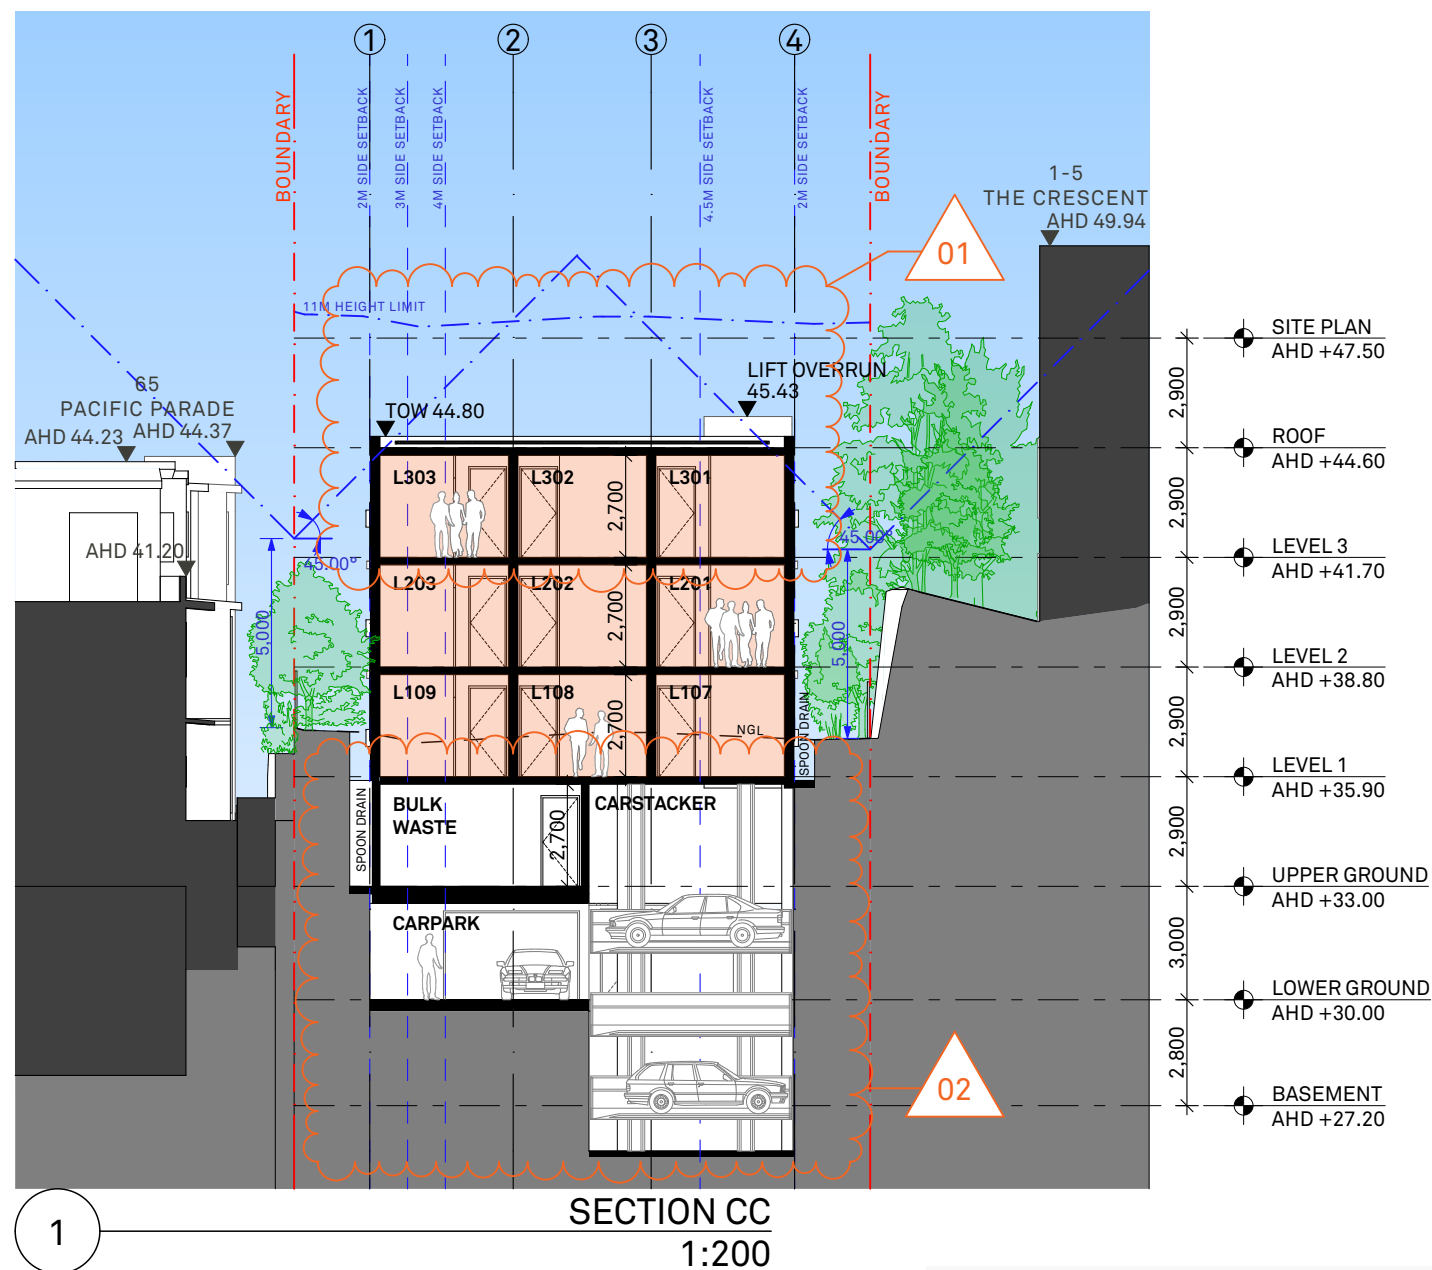 1
2
3
4
BOUNDARY
2M SIDE SETBACK
3M SIDE SETBACK
4M SIDE SETBACK
4.5M SIDE SETBACK
2M SIDE SETBACK
BOUNDARY
1-5
THE CRESCENT
AHD 49.94
01
11M HEIGHT LIMIT
SITE PLAN
AHD +47.50
2,900
LIFT OVERRUN
45.43
65
PACIFIC PARADE
AHD 44.23
AHD 44.37
TOW 44.80
ROOF
AHD +44.60
L303
L302
L301
2,700
2,900
AHD 41.20
45.00°
45.00°
LEVEL 3
AHD +41.70
L203
L202
L201
2,700
5,000
5,000
2,900
LEVEL 2
AHD +38.80
L109
L108
L107
2,700
NGL
SPOON DRAIN
2,900
LEVEL 1
AHD +35.90
SPOON DRAIN
BULK
WASTE
2,700
CARSTACKER
2,900
UPPER GROUND
AHD +33.00
CARPARK
3,000
LOWER GROUND
AHD +30.00
2,800
02
BASEMENT
AHD +27.20
1
SECTION CC
1:200